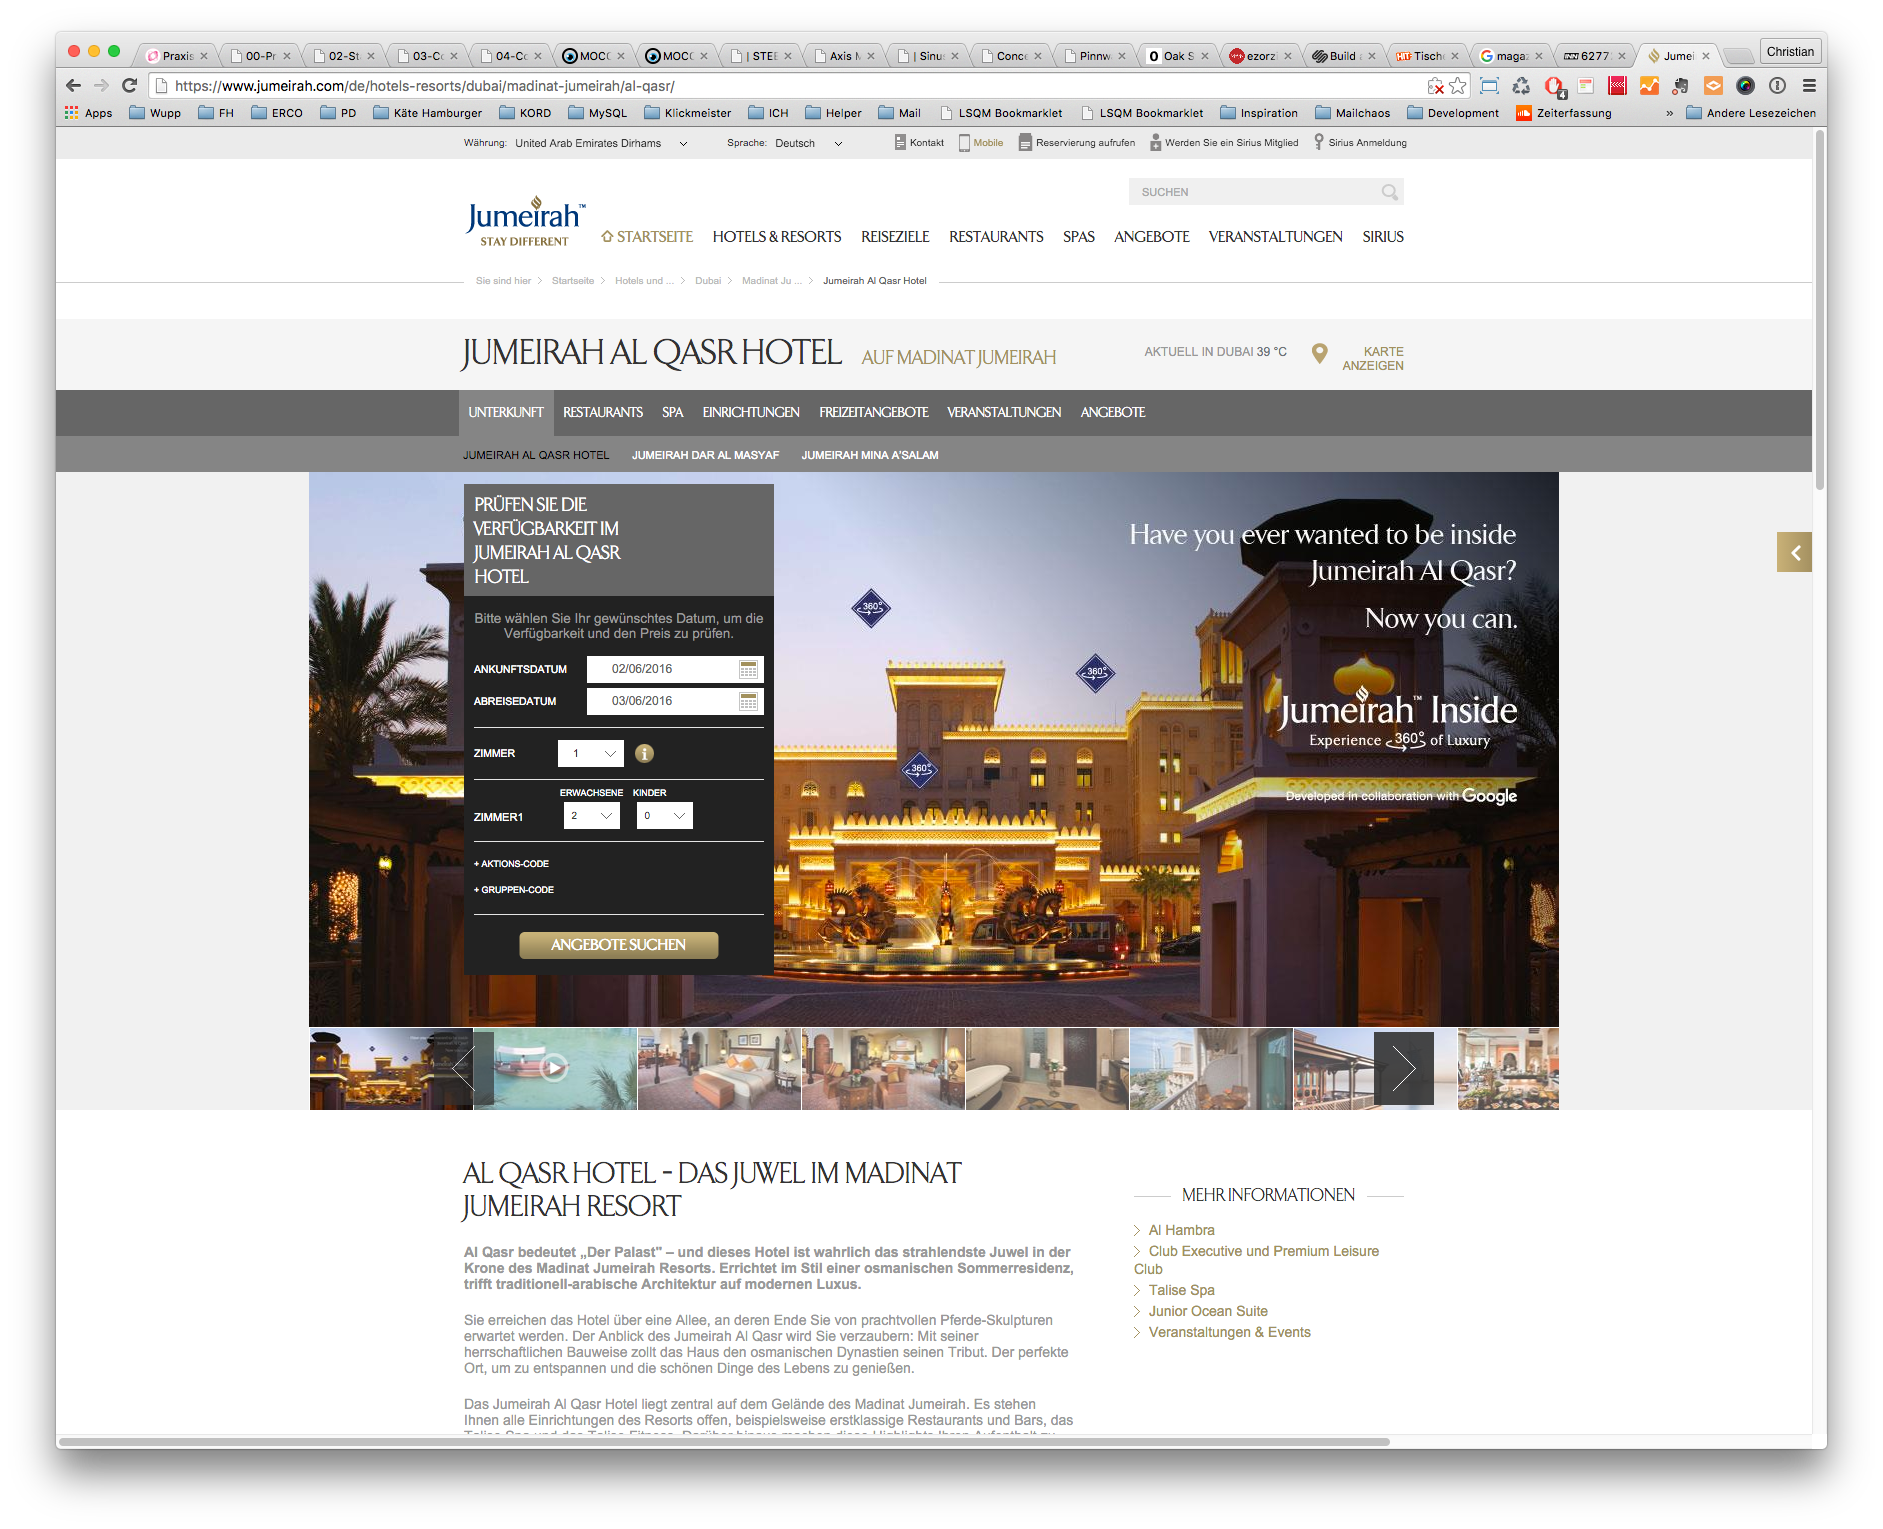 Praxis
00-Pr
02-St
03-Co
04-Co
MOCC
MOCC
| STEE
Axis M
| Sinus
Conce
Pinnw
Oak S
ezorz
Build a
HIT
Tische
magaz
6277
Jumei
Christian
https://www.jumeirah.com/de/hotels-resorts/dubai/madinat-jumeirah/al-qasr/
4
Apps Wupp FH ERCO PD Käte Hamburger KORD MySQL Klickmeister ICH Helper Mail LSQM Bookmarklet LSQM Bookmarklet Inspiration Mailchaos Development Zeiterfassung » Andere Lesezeichen
Währung: United Arab Emirates Dirhams Sprache: Deutsch Kontakt Mobile Reservierung aufrufen Werden Sie ein Sirius Mitglied Sirius Anmeldung
SUCHEN
Jumeirah™
STAY DIFFERENT
STARTSEITE HOTELS & RESORTS REISEZIELE RESTAURANTS SPAS ANGEBOTE VERANSTALTUNGEN SIRIUS
Sie sind hier > Startseite > Hotels und ... > Dubai > Madinat Ju ... > Jumeirah Al Qasr Hotel
JUMEIRAH AL QASR HOTEL AUF MADINAT JUMEIRAH
AKTUELL IN DUBAI 39 °C
KARTE
ANZEIGEN
UNTERKUNFT RESTAURANTS SPA EINRICHTUNGEN FREIZEITANGEBOTE VERANSTALTUNGEN ANGEBOTE
JUMEIRAH AL QASR HOTEL JUMEIRAH DAR AL MASYAF JUMEIRAH MINA A'SALAM
PRÜFEN SIE DIE
VERFÜGBARKEIT IM
JUMEIRAH AL QASR
HOTEL
Bitte wählen Sie Ihr gewünschtes Datum, um die
Verfügbarkeit und den Preis zu prüfen.
ANKUNFTSDATUM 02/06/2016
ABREISEDATUM 03/06/2016
ZIMMER 1
ERWACHSENE KINDER
ZIMMER1 2 0
+ AKTIONS-CODE
+ GRUPPEN-CODE
ANGEBOTE SUCHEN
360°
360°
360°
Have you ever wanted to be inside
Jumeirah Al Qasr?
Now you can.
Jumeirah™ Inside
Experience 360° of Luxury
Developed in collaboration with Google
AL QASR HOTEL - DAS JUWEL IM MADINAT
JUMEIRAH RESORT
Al Qasr bedeutet „Der Palast" – und dieses Hotel ist wahrlich das strahlendste Juwel in der
Krone des Madinat Jumeirah Resorts. Errichtet im Stil einer osmanischen Sommerresidenz,
trifft traditionell-arabische Architektur auf modernen Luxus.
Sie erreichen das Hotel über eine Allee, an deren Ende Sie von prachtvollen Pferde-Skulpturen
erwartet werden. Der Anblick des Jumeirah Al Qasr wird Sie verzaubern: Mit seiner
herrschaftlichen Bauweise zollt das Haus den osmanischen Dynastien seinen Tribut. Der perfekte
Ort, um zu entspannen und die schönen Dinge des Lebens zu genießen.
Das Jumeirah Al Qasr Hotel liegt zentral auf dem Gelände des Madinat Jumeirah. Es stehen
Ihnen alle Einrichtungen des Resorts offen, beispielsweise erstklassige Restaurants und Bars, das
MEHR INFORMATIONEN
Al Hambra
Club Executive und Premium Leisure
Club
Talise Spa
Junior Ocean Suite
Veranstaltungen & Events